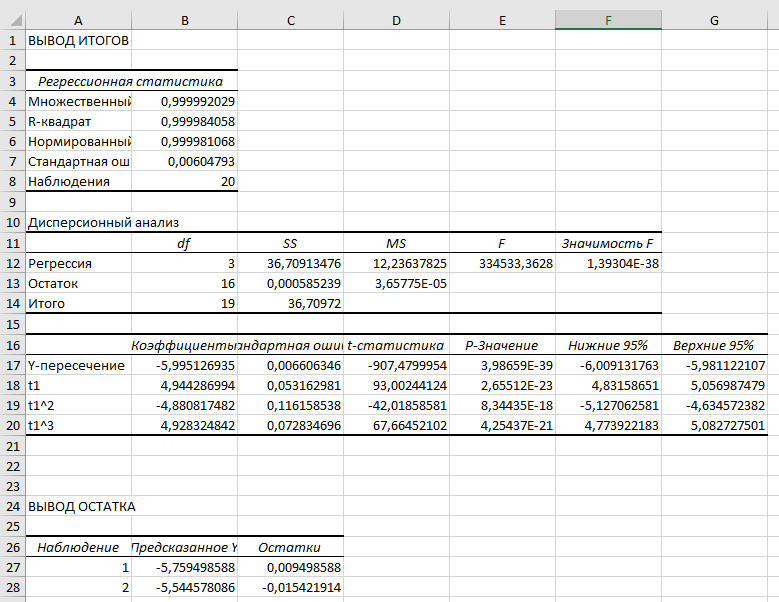 A B C D E F G
1 ВЫВОД ИТОГОВ
2
3 Регрессионная статистика
4 Множественный 0,999992029
5 R-квадрат 0,999984058
6 Нормированный 0,999981068
7 Стандартная ош 0,00604793
8 Наблюдения 20
9
10 Дисперсионный анализ
11 df SS MS F Значимость F
12 Регрессия 3 36,70913476 12,23637825 334533,3628 1,39304E-38
13 Остаток 16 0,000585239 3,65775E-05
14 Итого 19 36,70972
15
16 Коэффициенты андартная ошиб t-статистика P-Значение Нижние 95% Верхние 95%
17 Y-пересечение -5,995126935 0,006606346 -907,4799954 3,98659E-39 -6,009131763 -5,981122207
18 t1 4,944286994 0,053162981 93,00244124 2,65512E-23 4,83158651 5,056987479
19 t1^2 -4,880817482 0,116158538 -42,01858581 8,34435E-18 -5,127062581 -4,634572382
20 t1^3 4,928324842 0,072834696 67,66452102 4,25437E-21 4,773922183 5,082727501
21
22
23
24 ВЫВОД ОСТАТКА
25
26 Наблюдение Предсказанное Y Остатки
27 1 -5,759498588 0,009498588
28 2 -5,544578086 -0,015421914